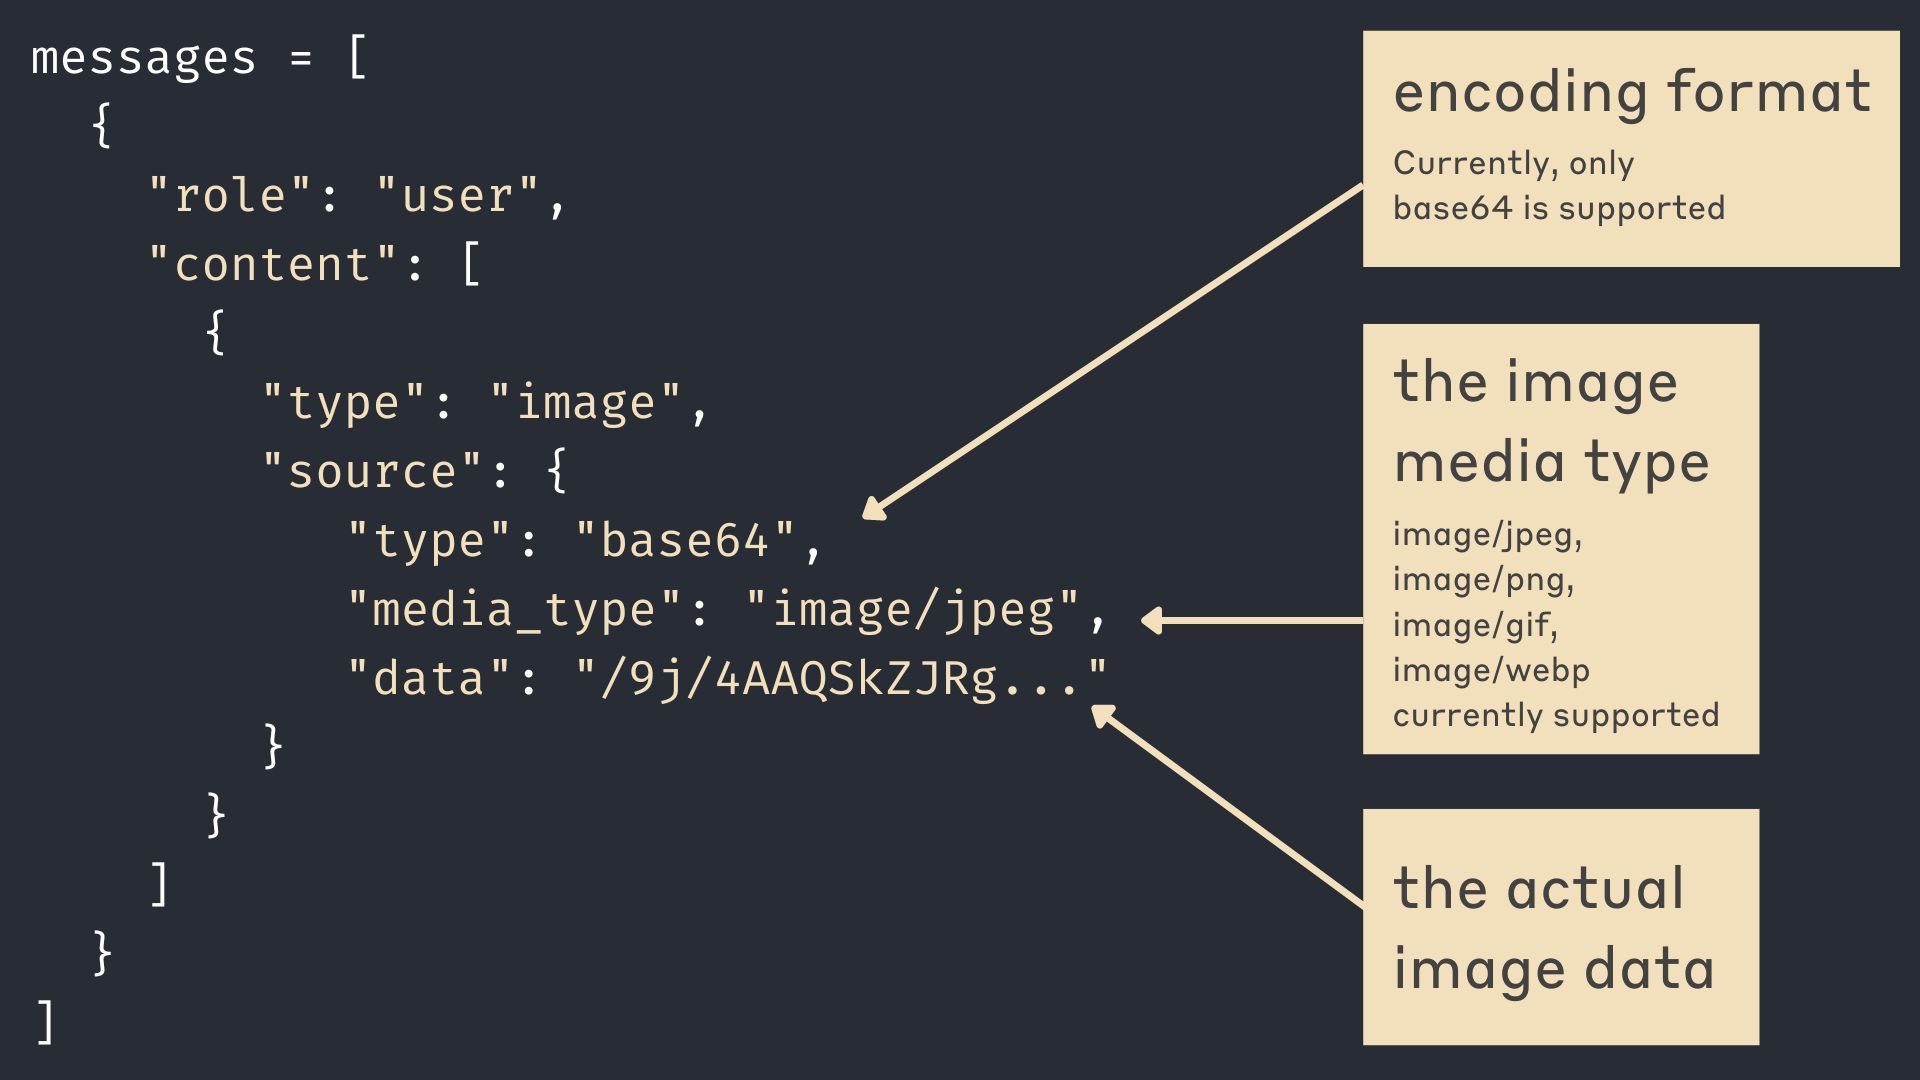 messages = [
{
"role": "user",
"content": [
{
"type": "image",
"source": {
"type": "base64",
"media_type": "image/jpeg",
"data": "/9j/4AAQSkZJRg..."
}
}
]
}
]
encoding format
Currently, only
base64 is supported
the image
media type
image/jpeg,
image/png,
image/gif,
image/webp
currently supported
the actual
image data